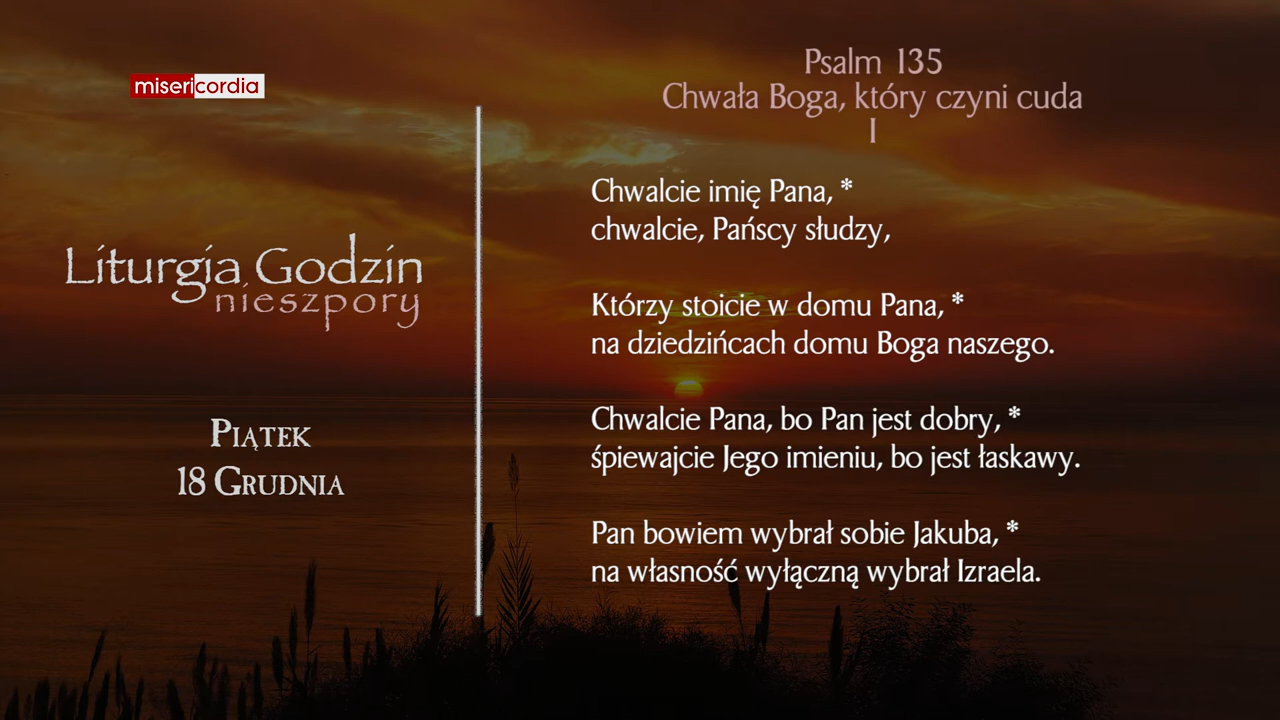 misericordia
Liturgia Godzin
nieszpory
Piątek
18 Grudnia
Psalm 135
Chwała Boga, który czyni cuda
I
Chwalcie imię Pana, *
chwalcie, Pańscy słudzy,
Którzy stoicie w domu Pana, *
na dziedzińcach domu Boga naszego.
Chwalcie Pana, bo Pan jest dobry, *
śpiewajcie Jego imieniu, bo jest łaskawy.
Pan bowiem wybrał sobie Jakuba, *
na własność wyłączną wybrał Izraela.